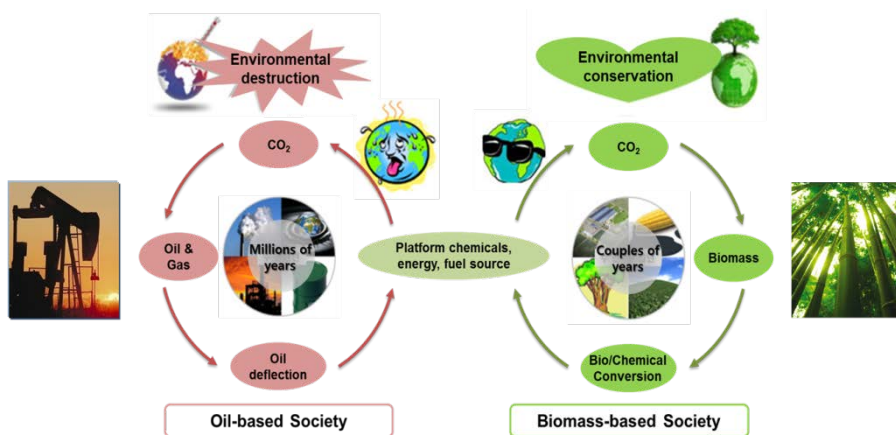 Environmental
destruction
Environmental
conservation
CO₂
CO₂
Oil &
Gas
Millions of
years
Platform chemicals,
energy, fuel source
Couples of
years
Biomass
Oil
deflection
Bio/Chemical
Conversion
Oil-based Society
Biomass-based Society